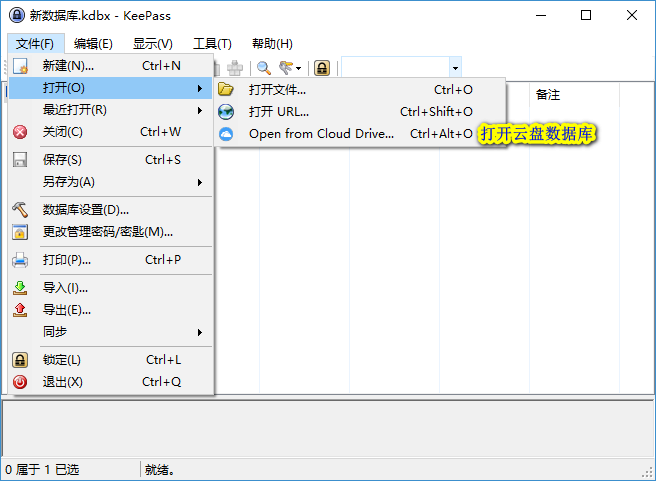 新数据库.kdbx - KeePass
文件(F) 编辑(E) 显示(V) 工具(T) 帮助(H)
新建(N)... Ctrl+N
打开(O)
最近打开(R)
关闭(C) Ctrl+W
保存(S) Ctrl+S
另存为(A)
数据库设置(D)...
更改管理密码/密匙(M)...
打印(P)... Ctrl+P
导入(I)...
导出(E)...
同步
锁定(L) Ctrl+L
退出(X) Ctrl+Q
打开文件... Ctrl+O
打开 URL... Ctrl+Shift+O
Open from Cloud Drive... Ctrl+Alt+O
打开云盘数据库
备注
0 属于 1 已选 就绪。